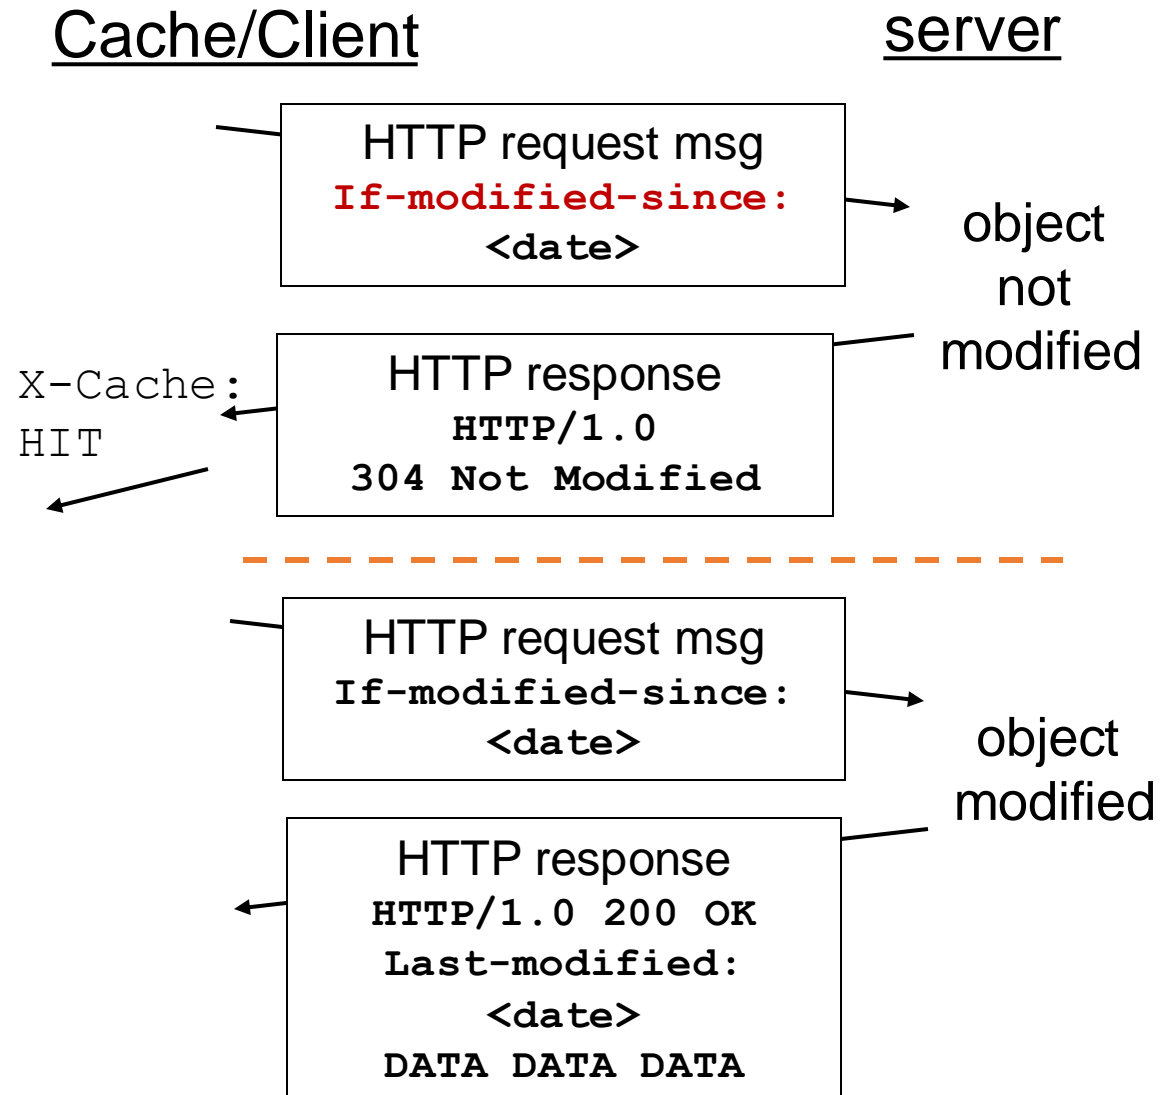 Cache/Client
server
HTTP request msg
If-modified-since:
<date>
object
not
modified
X-Cache:
HIT
HTTP response
HTTP/1.0
304 Not Modified
HTTP request msg
If-modified-since:
<date>
object
modified
HTTP response
HTTP/1.0 200 OK
Last-modified:
<date>
DATA DATA DATA